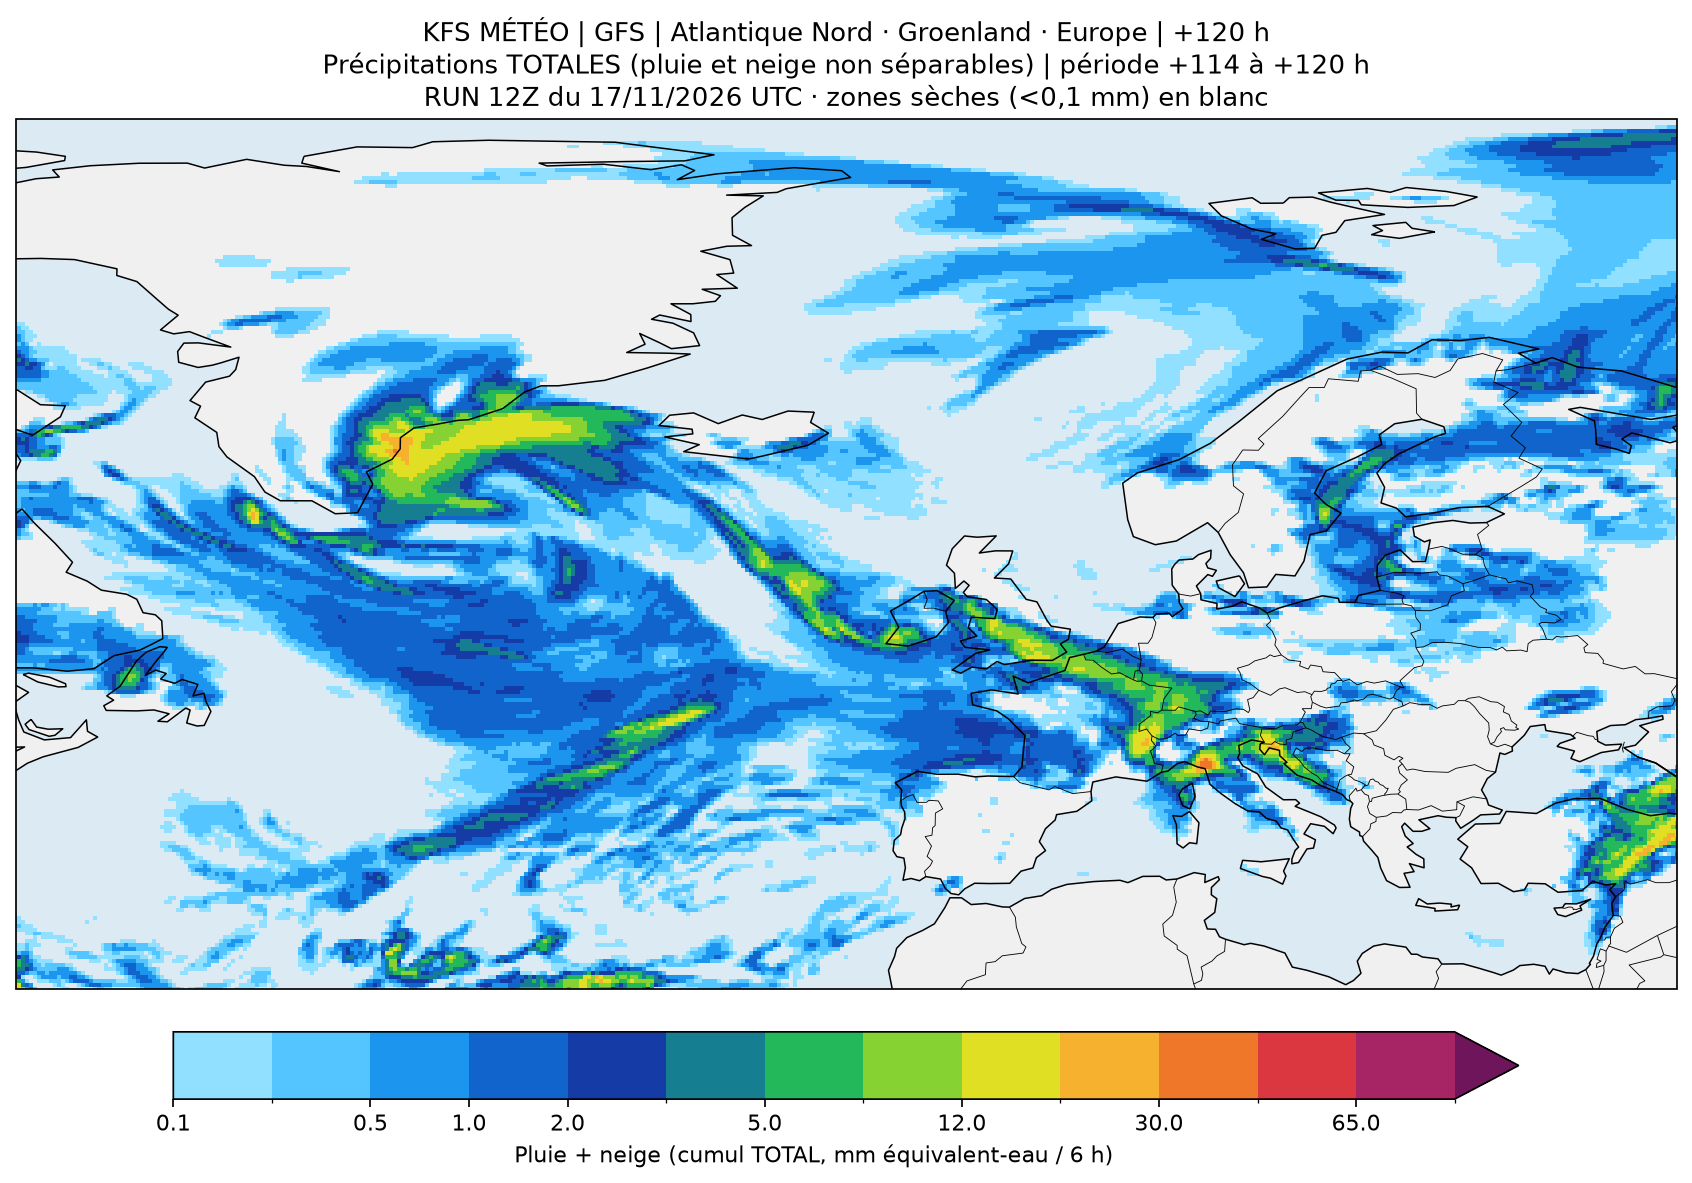 KFS MÉTÉO | GFS | Atlantique Nord · Groenland · Europe | +120 h
Précipitations TOTALES (pluie et neige non séparables) | période +114 à +120 h
RUN 12Z du 17/11/2026 UTC · zones sèches (<0,1 mm) en blanc
0.1 0.5 1.0 2.0 5.0 12.0 30.0 65.0
Pluie + neige (cumul TOTAL, mm équivalent-eau / 6 h)